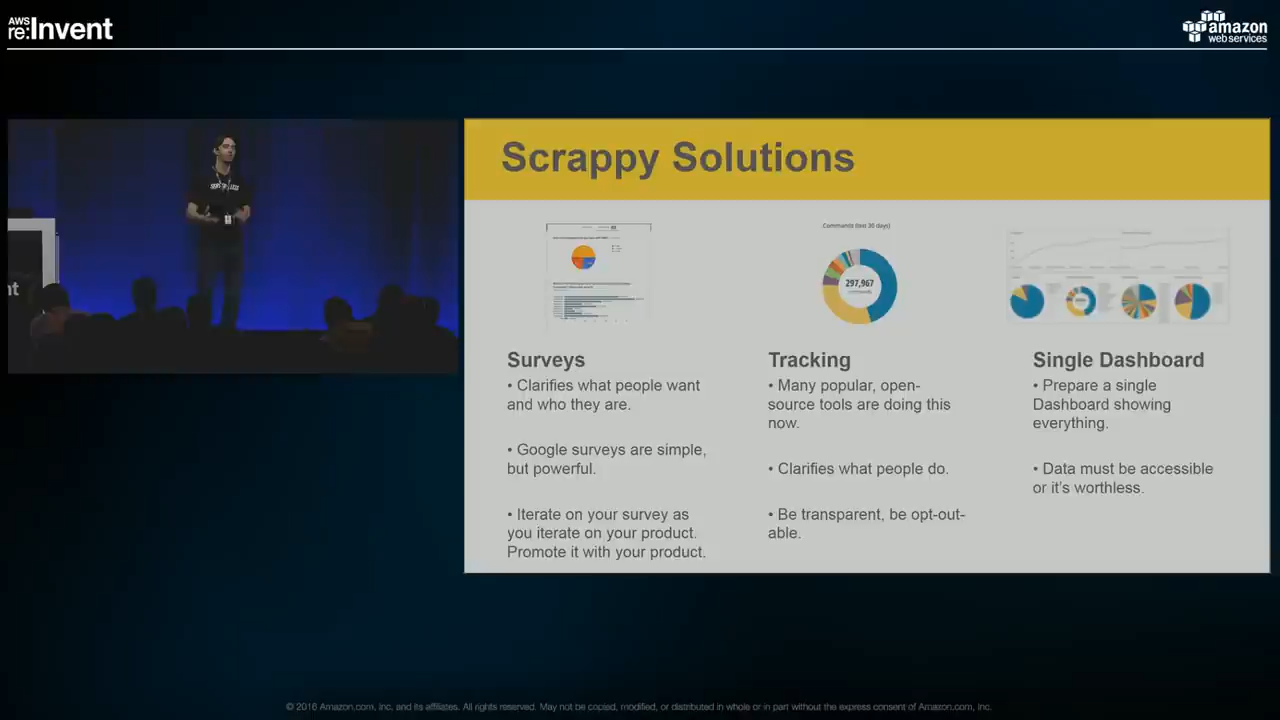 AWS
re:Invent
amazon
web services
Scrappy Solutions
Commands (last 30 days)
297,967
commands
nt
Surveys
• Clarifies what people want
and who they are.
• Google surveys are simple,
but powerful.
• Iterate on your survey as
you iterate on your product.
Promote it with your product.
Tracking
• Many popular, open-
source tools are doing this
now.
• Clarifies what people do.
• Be transparent, be opt-out-
able.
Single Dashboard
• Prepare a single
Dashboard showing
everything.
• Data must be accessible
or it's worthless.
© 2016 Amazon.com, Inc. and its affiliates. All rights reserved. May not be copied, modified, or distributed in whole or in part without the express consent of Amazon.com, Inc.